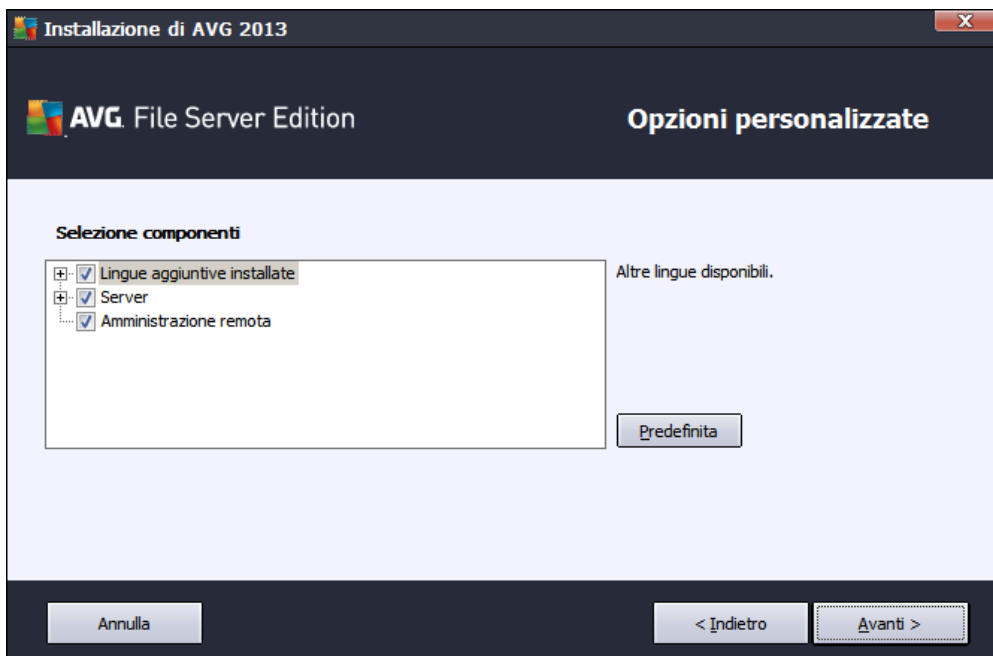 Installazione di AVG 2013
X
AVG. File Server Edition
Opzioni personalizzate
Selezione componenti
Lingue aggiuntive installate
Altre lingue disponibili.
Server
Amministrazione remota
Predefinita
Annulla
< Indietro
Avanti >